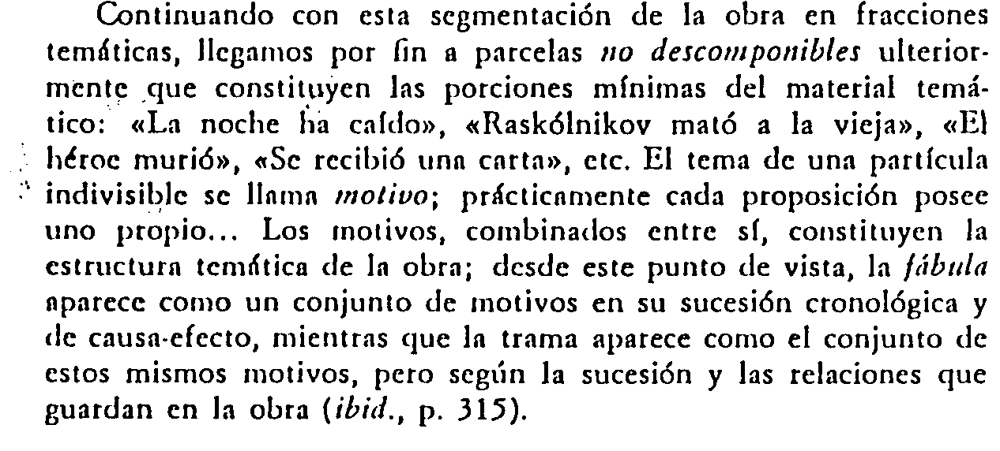 Continuando con esta segmentación de la obra en fracciones
temáticas, llegamos por fin a parcelas no descomponibles ulterior-
mente que constituyen las porciones mínimas del material temá-
tico: «La noche ha caído», «Raskólnikov mató a la vieja», «El
héroe murió», «Se recibió una carta», etc. El tema de una partícula
indivisible se llama motivo; prácticamente cada proposición posee
uno propio... Los motivos, combinados entre sí, constituyen la
estructura temática de la obra; desde este punto de vista, la fábula
aparece como un conjunto de motivos en su sucesión cronológica y
de causa-efecto, mientras que la trama aparece como el conjunto de
estos mismos motivos, pero según la sucesión y las relaciones que
guardan en la obra (ibid., p. 315).